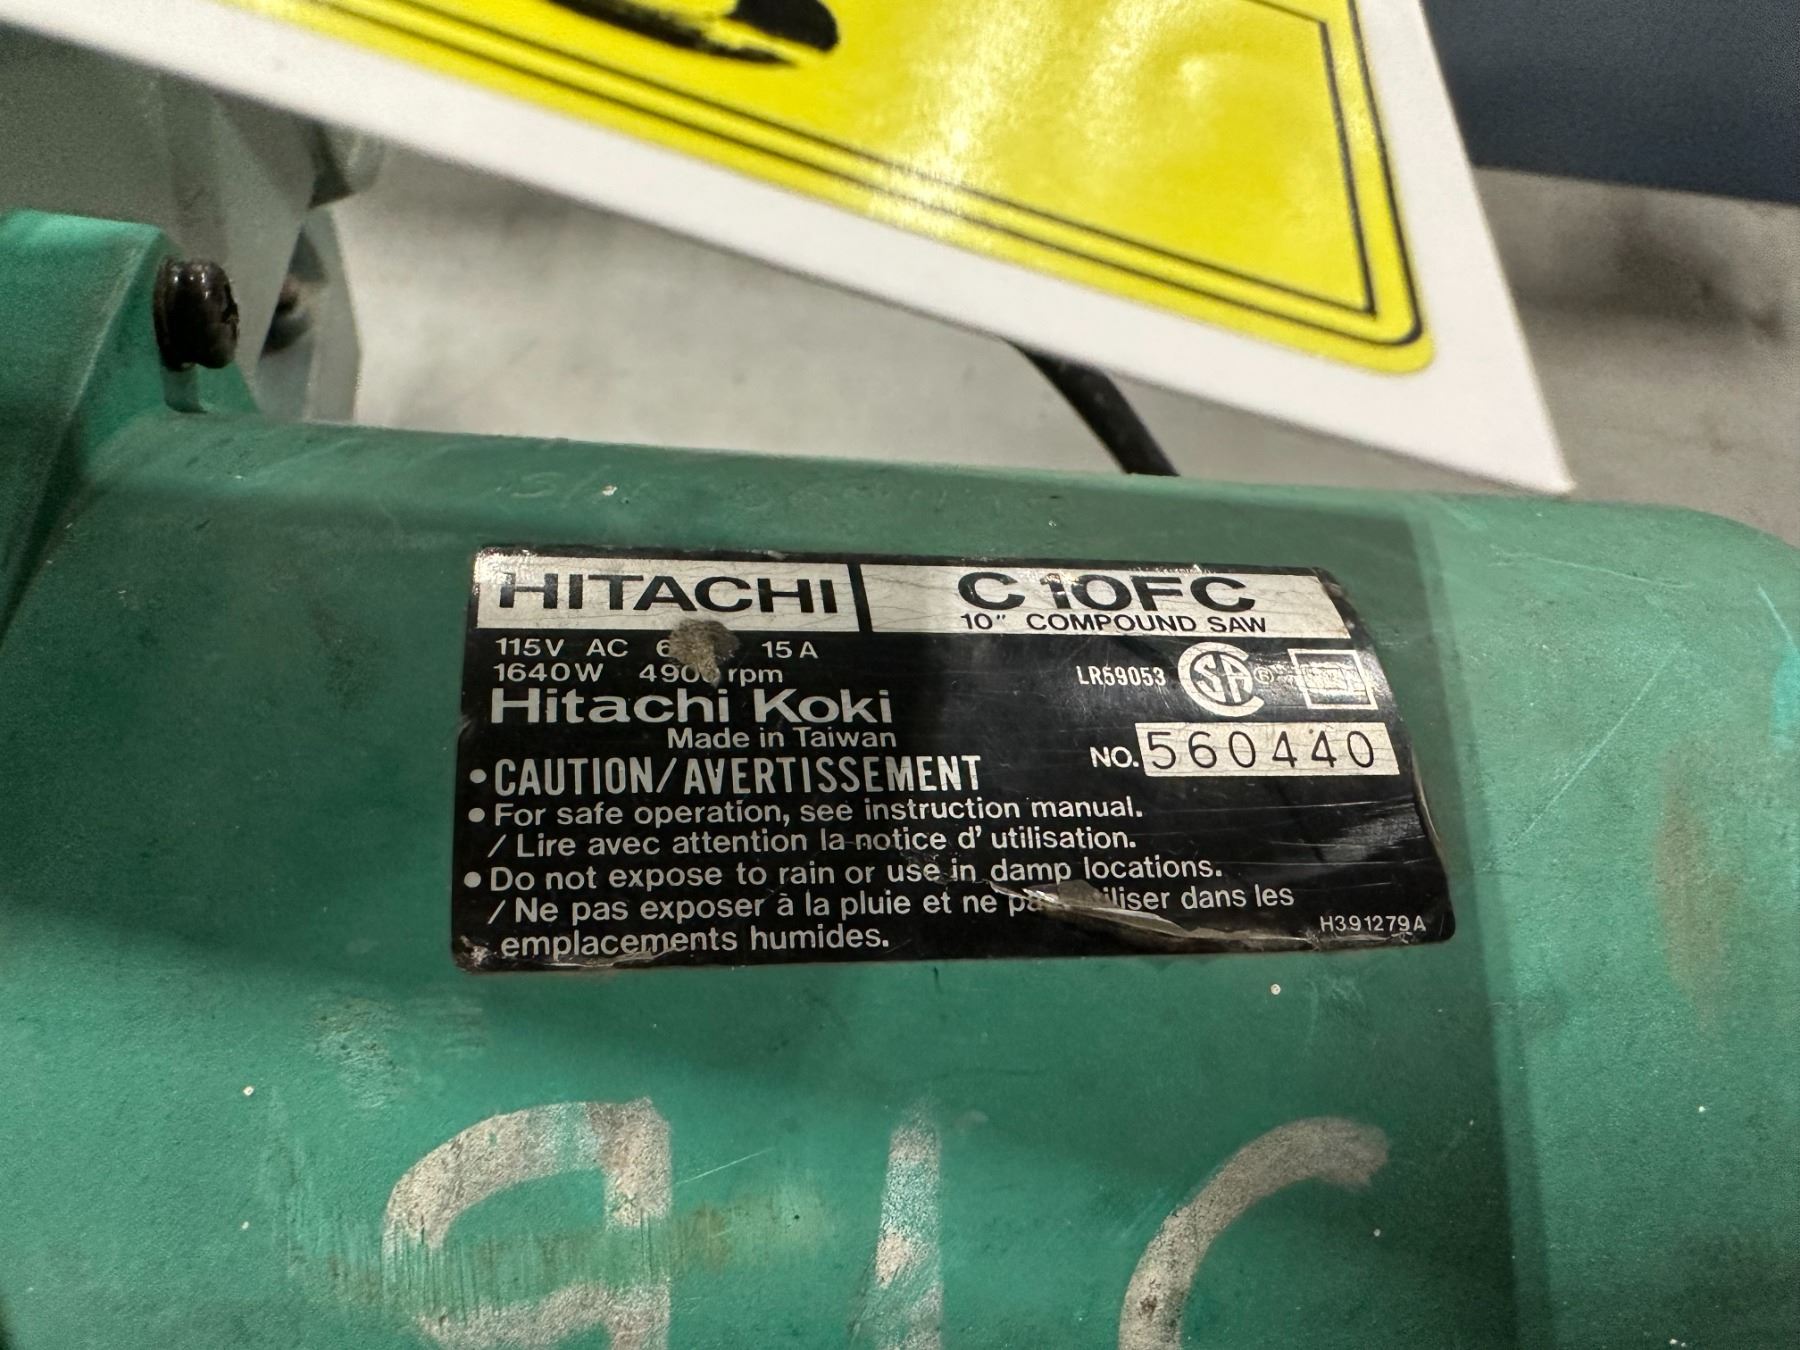 HITACHI
C10FC
10" COMPOUND SAW
115V AC 15A
1640W rpm
Hitachi Koki
Made in Taiwan
LR59053
NO. 560440
• CAUTION/AVERTISSEMENT
• For safe operation, see instruction manual.
/ Lire avec attention la notice d' utilisation.
• Do not expose to rain or use in damp locations.
/ Ne pas exposer à la pluie et ne dans les
emplacements humides.
H391279A